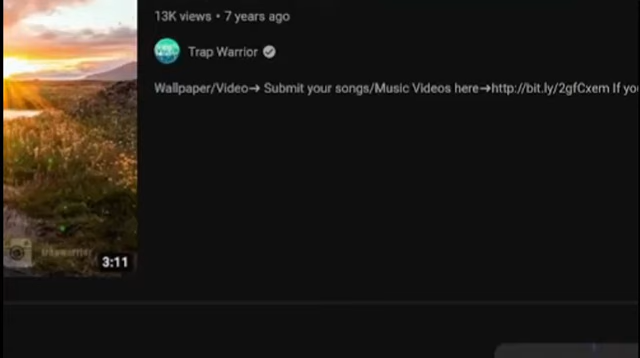 13K views • 7 years ago
Trap Warrior
Wallpaper/Video➔ Submit your songs/Music Videos here➔http://bit.ly/2gfCxem If yo
3:11